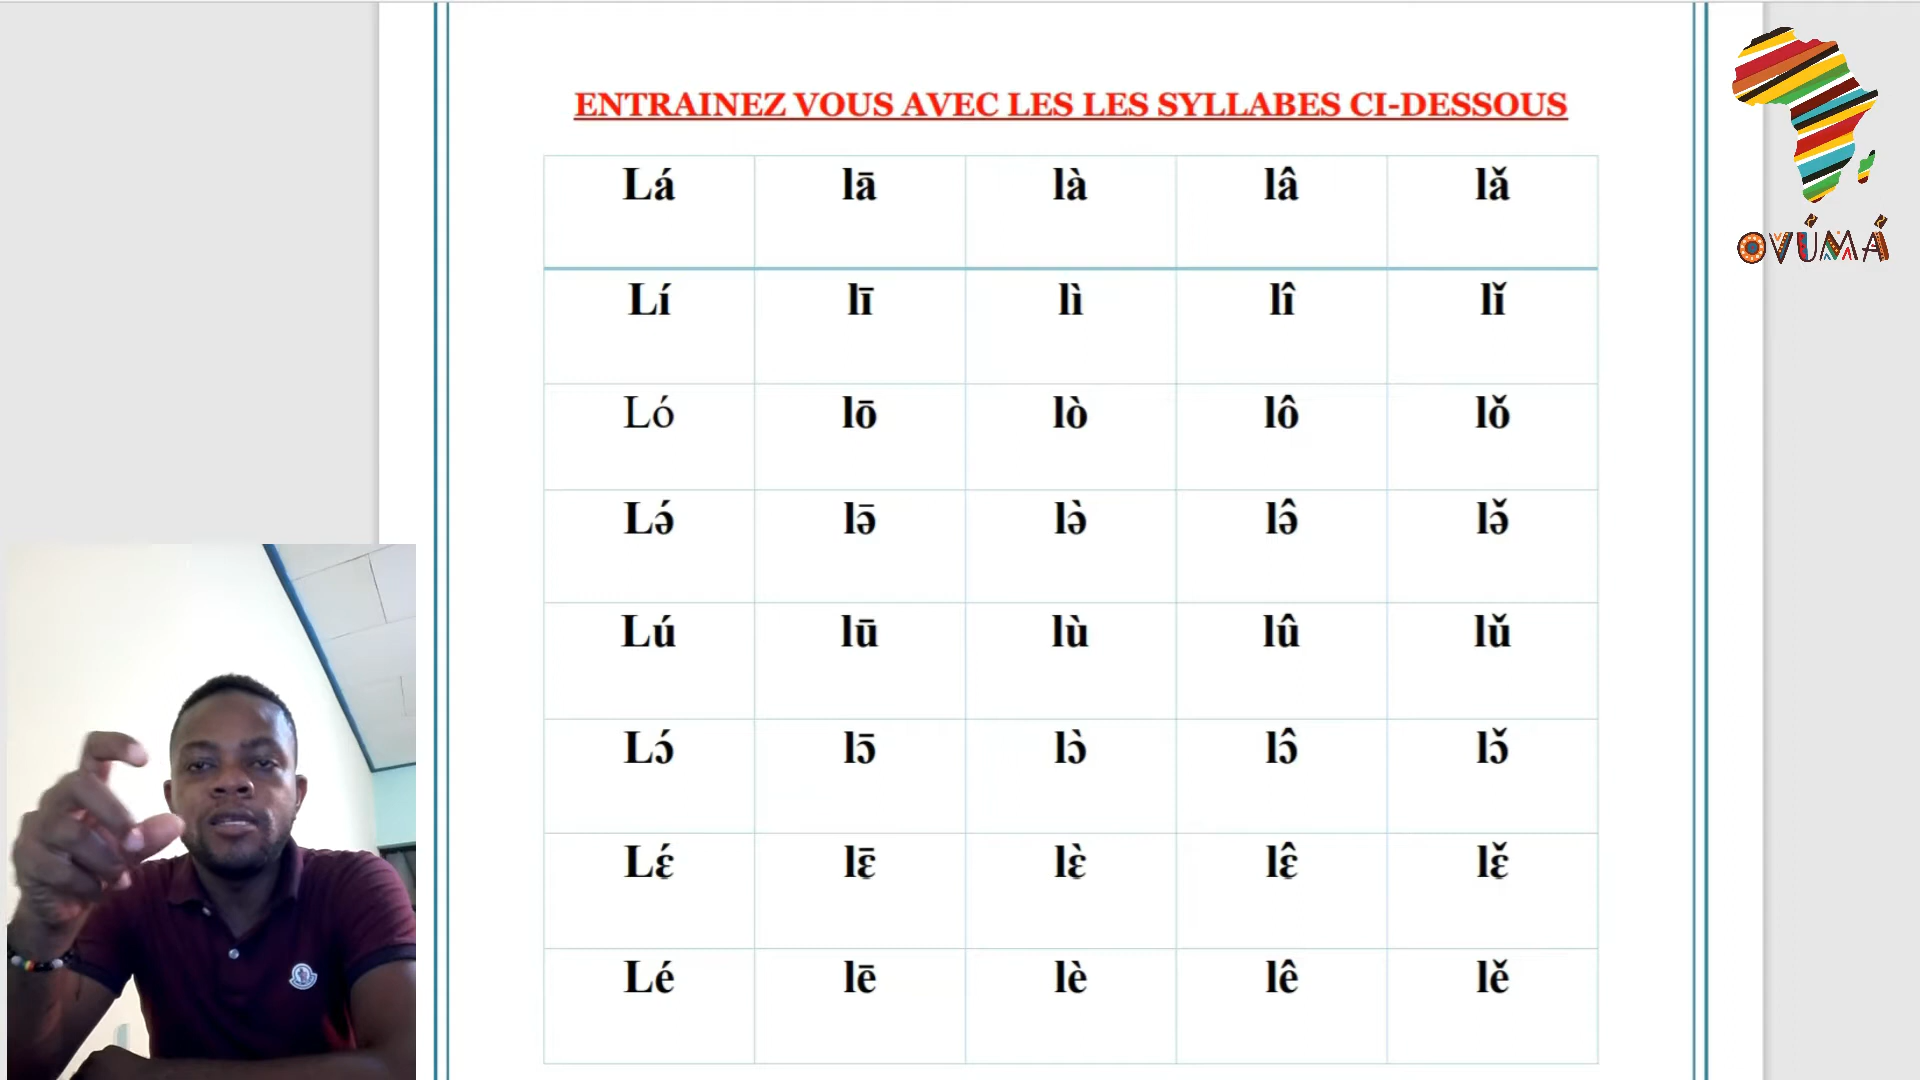 ENTRAINEZ VOUS AVEC LES LES SYLLABES CI-DESSOUS
Lá lā là lâ lǎ
Lí lī lì lî lǐ
Ló lō lò lô lǒ
Lə́ lə̄ lə̀ lə̂ lə̌
Lú lū lù lû lǔ
Lɔ́ lɔ̄ lɔ̀ lɔ̂ lɔ̌
Lɛ́ lɛ̄ lɛ̀ lɛ̂ lɛ̌
Lé lē lè lê lě
OVÚMÁ